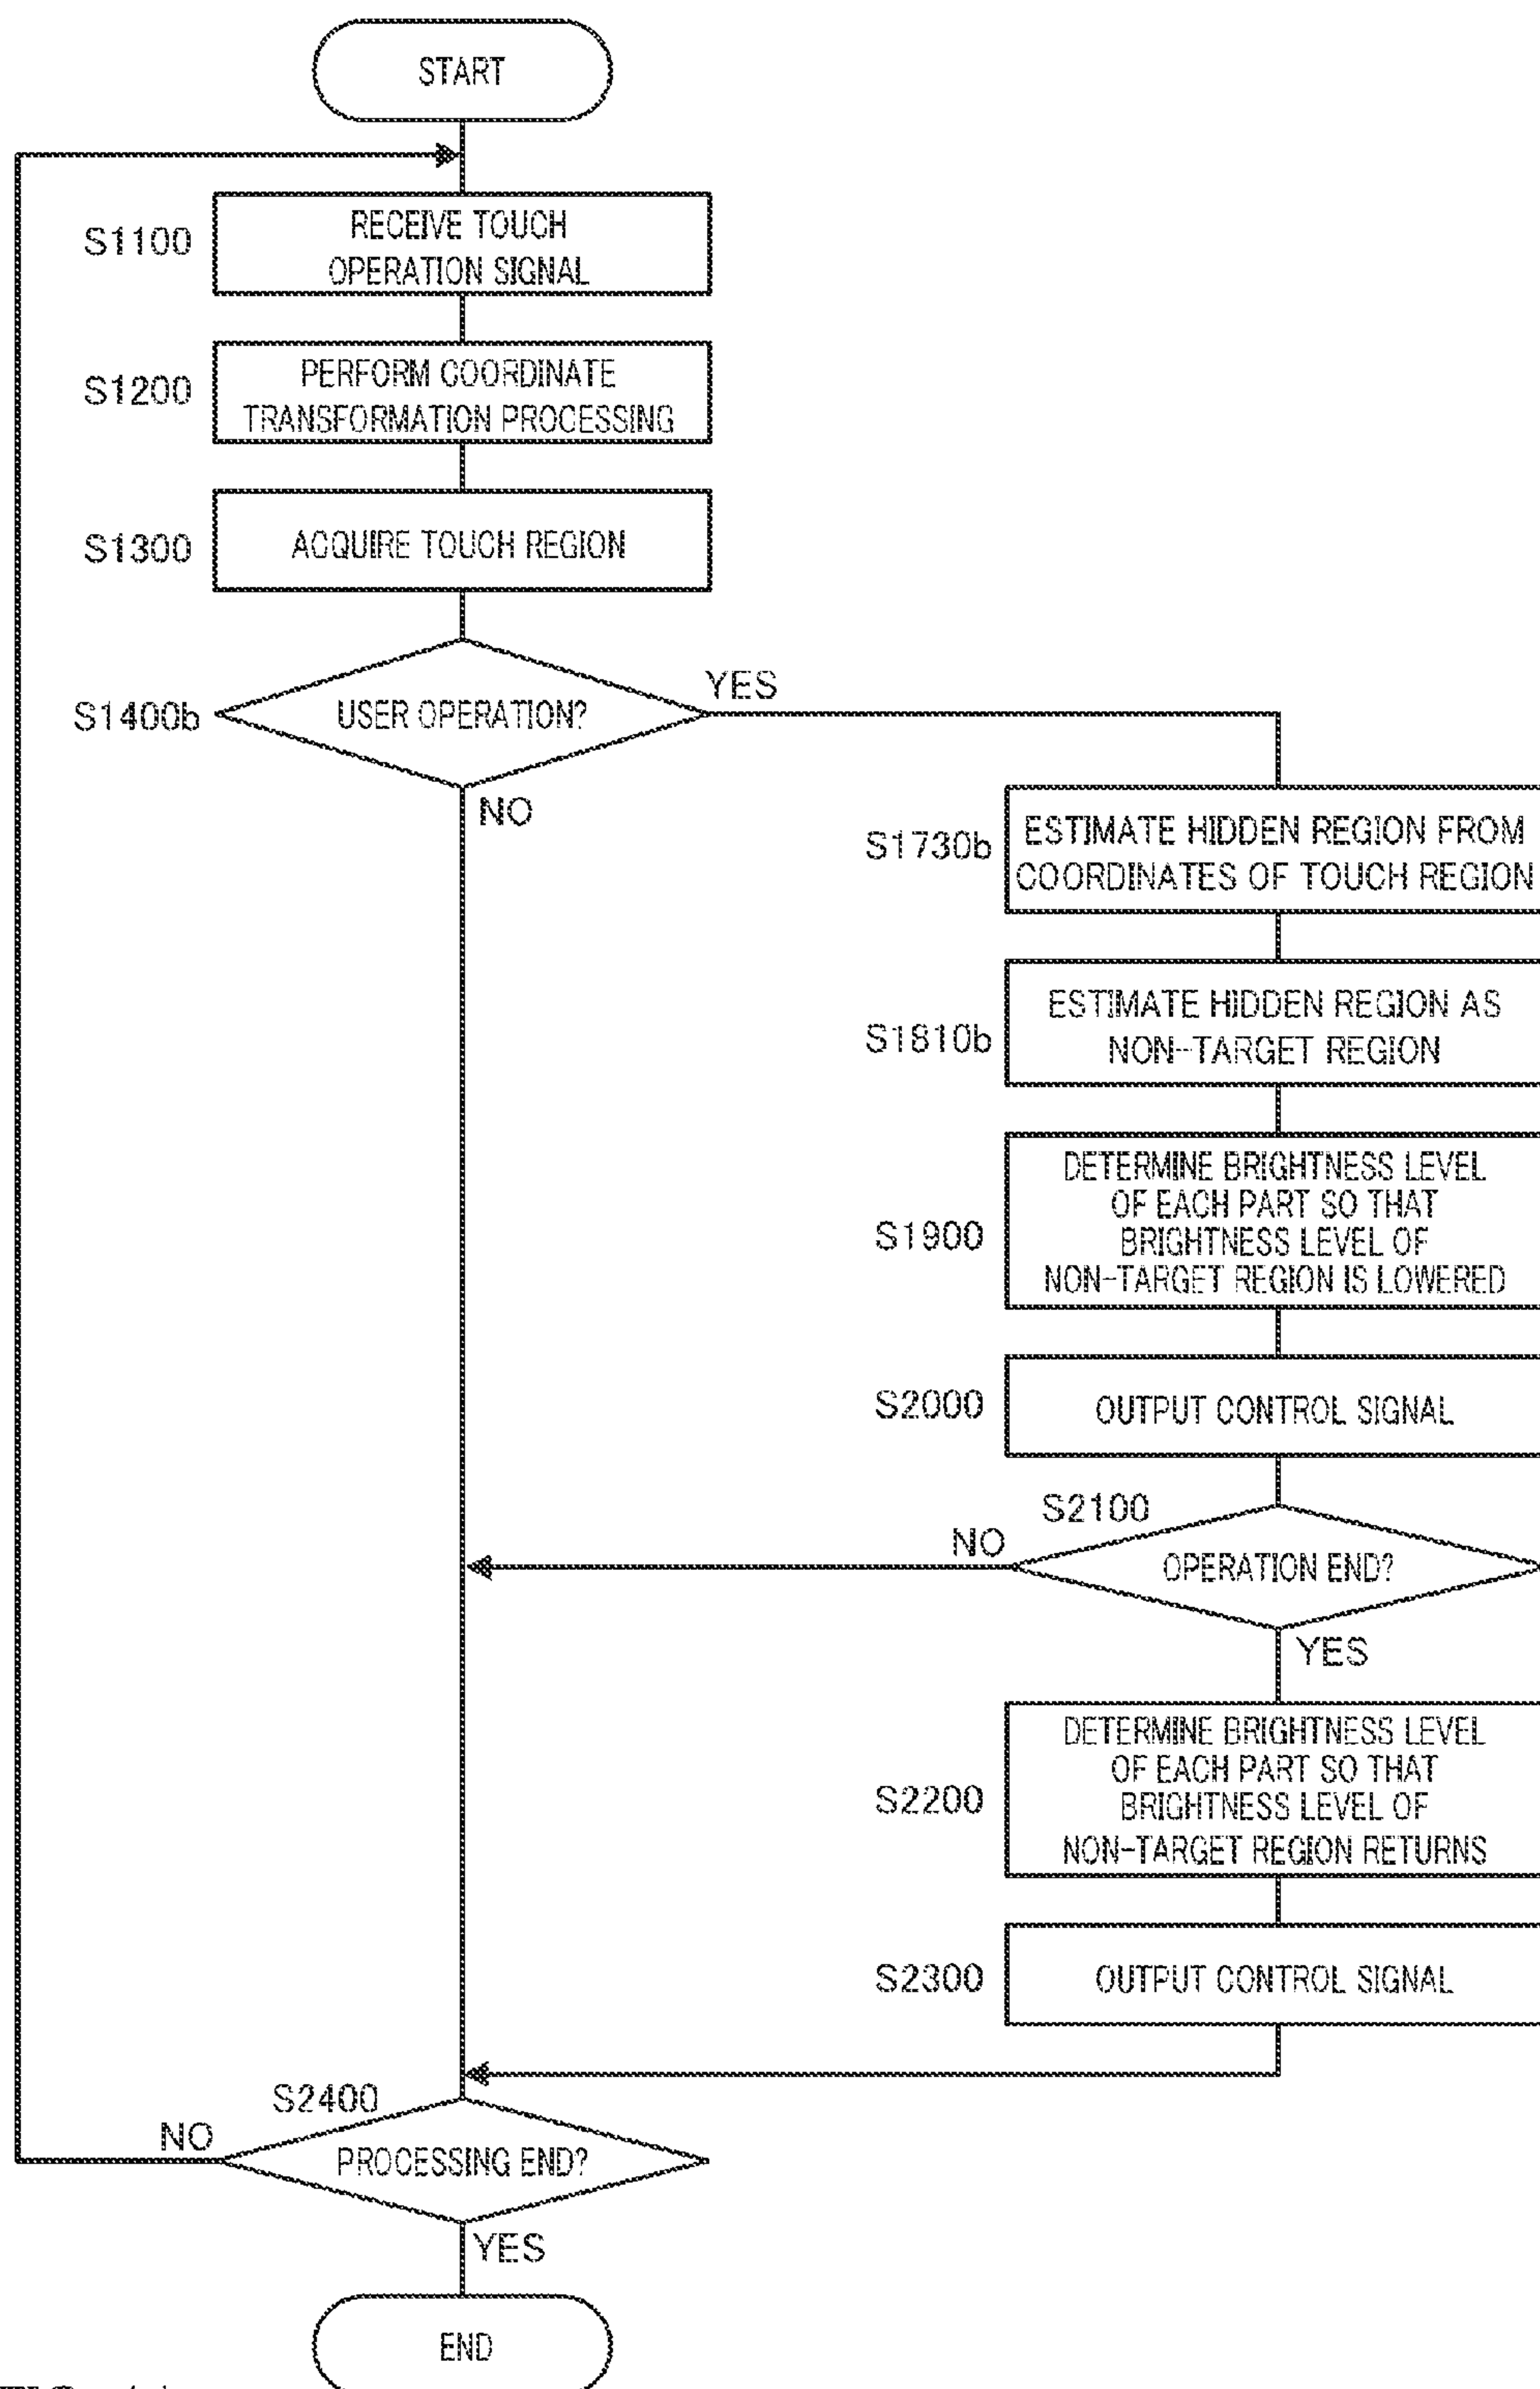 START
S1100
RECEIVE TOUCH
OPERATION SIGNAL
S1200
PERFORM COORDINATE
TRANSFORMATION PROCESSING
S1300
ACQUIRE TOUCH REGION
S1400b
USER OPERATION?
YES
NO
S1730b
ESTIMATE HIDDEN REGION FROM
COORDINATES OF TOUCH REGION
S1810b
ESTIMATE HIDDEN REGION AS
NON-TARGET REGION
S1900
DETERMINE BRIGHTNESS LEVEL
OF EACH PART SO THAT
BRIGHTNESS LEVEL OF
NON-TARGET REGION IS LOWERED
S2000
OUTPUT CONTROL SIGNAL
S2100
NO
OPERATION END?
YES
S2200
DETERMINE BRIGHTNESS LEVEL
OF EACH PART SO THAT
BRIGHTNESS LEVEL OF
NON-TARGET REGION RETURNS
S2300
OUTPUT CONTROL SIGNAL
S2400
NO
PROCESSING END?
YES
END